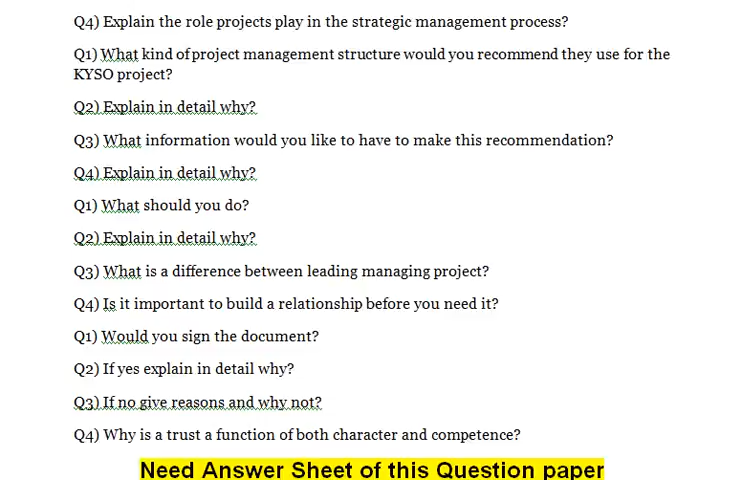 Q4) Explain the role projects play in the strategic management process?
Q1) What kind of project management structure would you recommend they use for the
KYSO project?
Q2) Explain in detail why?
Q3) What information would you like to have to make this recommendation?
Q4) Explain in detail why?
Q1) What should you do?
Q2) Explain in detail why?
Q3) What is a difference between leading managing project?
Q4) Is it important to build a relationship before you need it?
Q1) Would you sign the document?
Q2) If yes explain in detail why?
Q3) If no give reasons and why not?
Q4) Why is a trust a function of both character and competence?
Need Answer Sheet of this Question paper